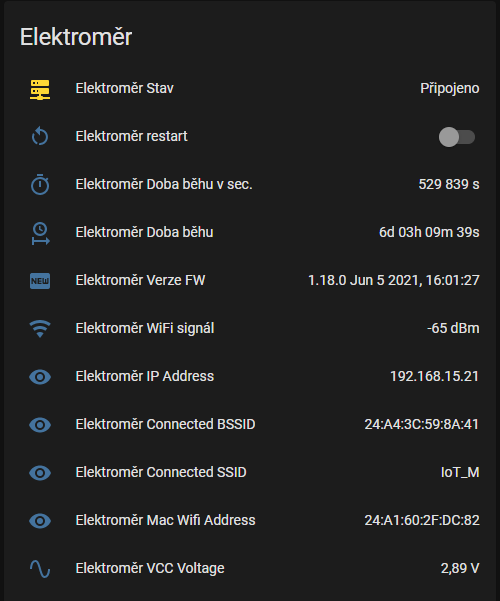 Elektroměr
Elektroměr Stav Připojeno
Elektroměr restart
Elektroměr Doba běhu v sec. 529 839 s
Elektroměr Doba běhu 6d 03h 09m 39s
NEW Elektroměr Verze FW 1.18.0 Jun 5 2021, 16:01:27
Elektroměr WiFi signál -65 dBm
Elektroměr IP Address 192.168.15.21
Elektroměr Connected BSSID 24:A4:3C:59:8A:41
Elektroměr Connected SSID IoT_M
Elektroměr Mac Wifi Address 24:A1:60:2F:DC:82
Elektroměr VCC Voltage 2,89 V